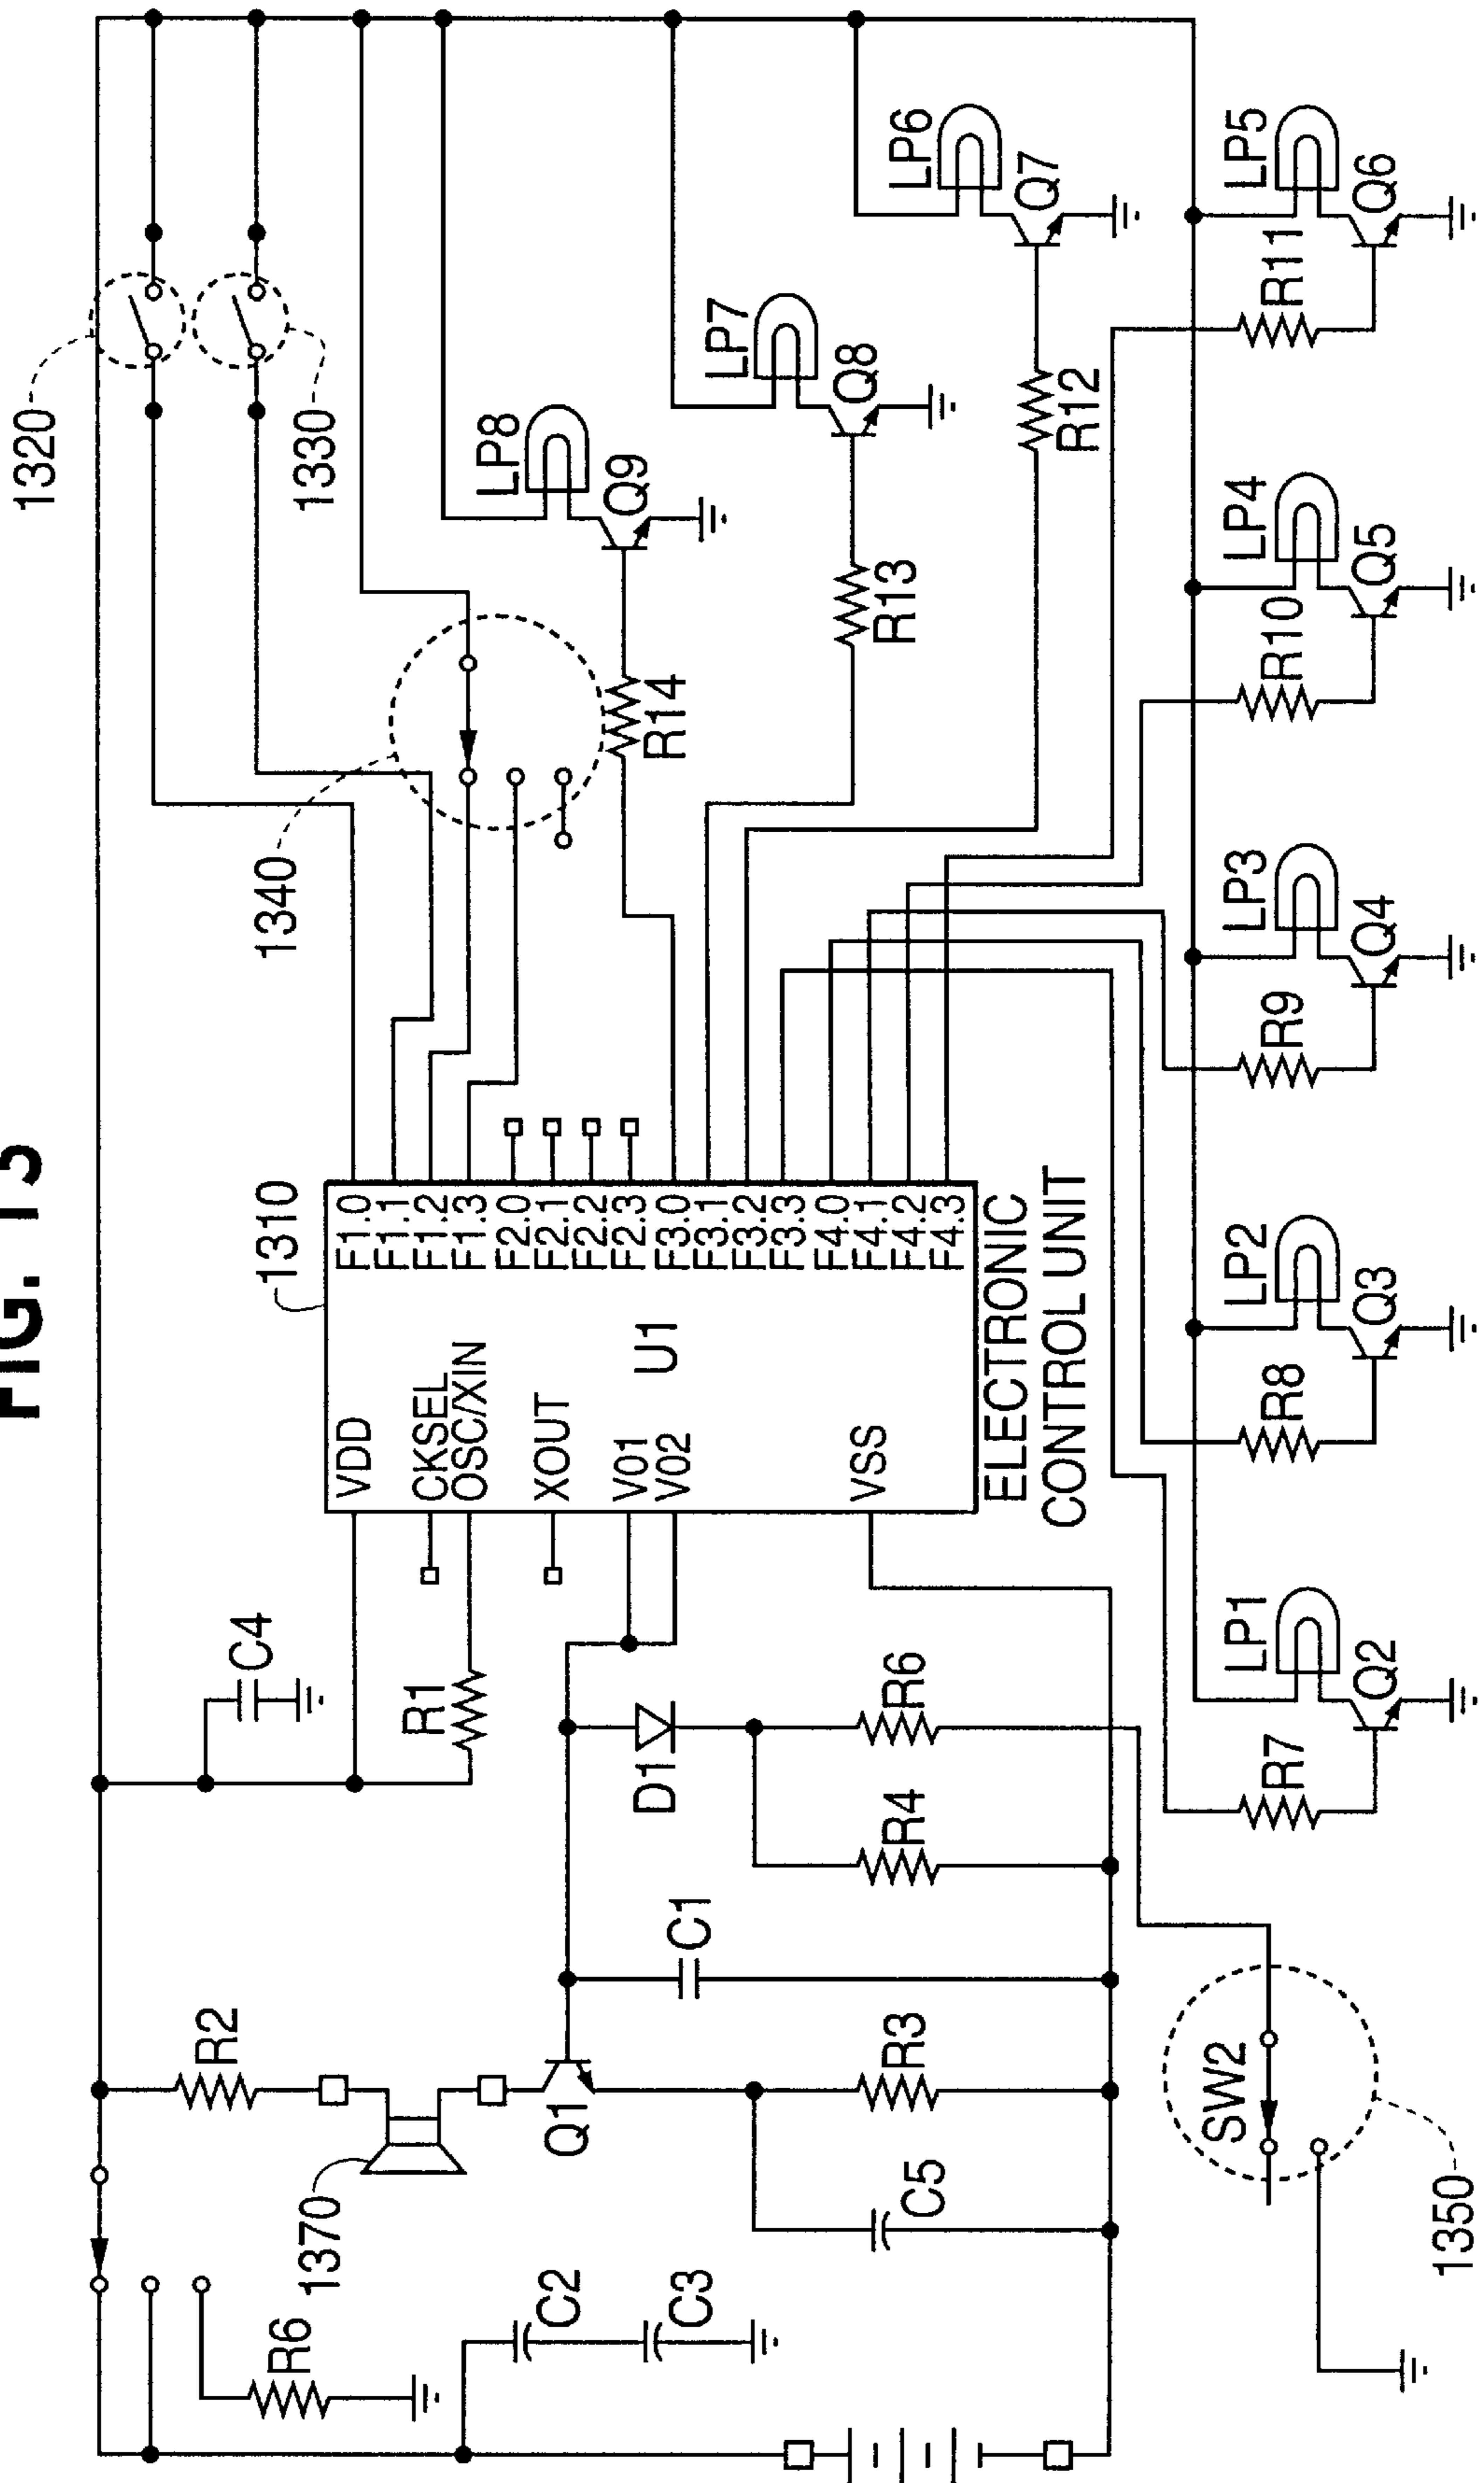 FIG. 13
1320
1330
1340
1310
1370
1350
VDD
CKSEL
OSC/XIN
XOUT
V01
V02
VSS
U1
F1.0
F1.1
F1.2
F1.3
F2.0
F2.1
F2.2
F2.3
F3.0
F3.1
F3.2
F3.3
F4.0
F4.1
F4.2
F4.3
ELECTRONIC
CONTROL UNIT
R6
C2
C3
R2
Q1
C5
R3
C1
C4
R1
D1
R4
R6
SW2
LP8
Q9
R14
LP7
Q8
R13
LP6
Q7
R12
LP1
Q2
R7
LP2
Q3
R8
LP3
Q4
R9
LP4
Q5
R10
LP5
Q6
R11